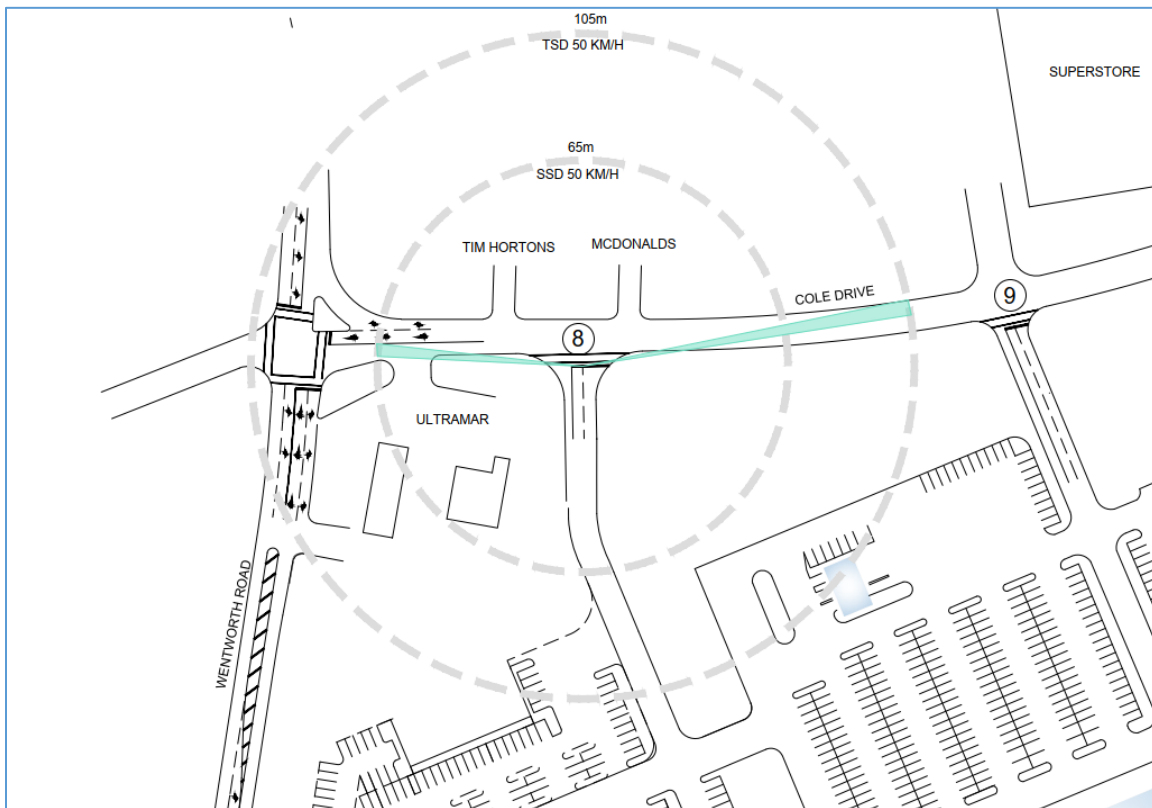 105m
TSD 50 KM/H
SUPERSTORE
65m
SSD 50 KM/H
TIM HORTONS
MCDONALDS
COLE DRIVE
9
8
ULTRAMAR
WENTWORTH ROAD